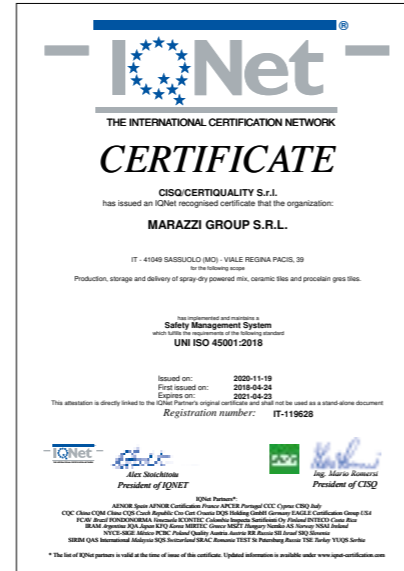 ®
IQNet
THE INTERNATIONAL CERTIFICATION NETWORK
CERTIFICATE
CISQ/CERTIQUALITY S.r.l.
has issued an IQNet recognised certificate that the organization:
MARAZZI GROUP S.R.L.
IT - 41049 SASSUOLO (MO) - VIALE REGINA PACIS, 39
for the following scope
Production, storage and delivery of spray-dry powered mix, ceramic tiles and procelain gres tiles.
has implemented and maintains a
Safety Management System
which fulfills the requirements of the following standard
UNI ISO 45001:2018
Issued on: 2020-11-19
First issued on: 2018-04-24
Expires on: 2021-04-23
This attestation is directly linked to the IQNet Partner's original certificate and shall not be used as a stand-alone document
Registration number: IT-119628
IQNet
Alex Stoichitoiu
President of IQNET
CISQ
Ing. Mario Romersi
President of CISQ
IQNet Partners*:
AENOR Spain AFNOR Certification France APCER Portugal CCC Cyprus CISQ Italy
CQC China CQM China CQS Czech Republic Cro Cert Croatia DQS Holding GmbH Germany EAGLE Certification Group USA
FCAV Brazil FONDONORMA Venezuela ICONTEC Colombia Inspecta Sertifiointi Oy Finland INTECO Costa Rica
IRAM Argentina JQA Japan KFQ Korea MIRTEC Greece MSZT Hungary Nemko AS Norway NSAI Ireland
NYCE-SIGE México PCBC Poland Quality Austria Austria RR Russia SII Israel SIQ Slovenia
SIRIM QAS International Malaysia SQS Switzerland SRAC Romania TEST St Petersburg Russia TSE Turkey YUQS Serbia
* The list of IQNet partners is valid at the time of issue of this certificate. Updated information is available under www.iqnet-certification.com